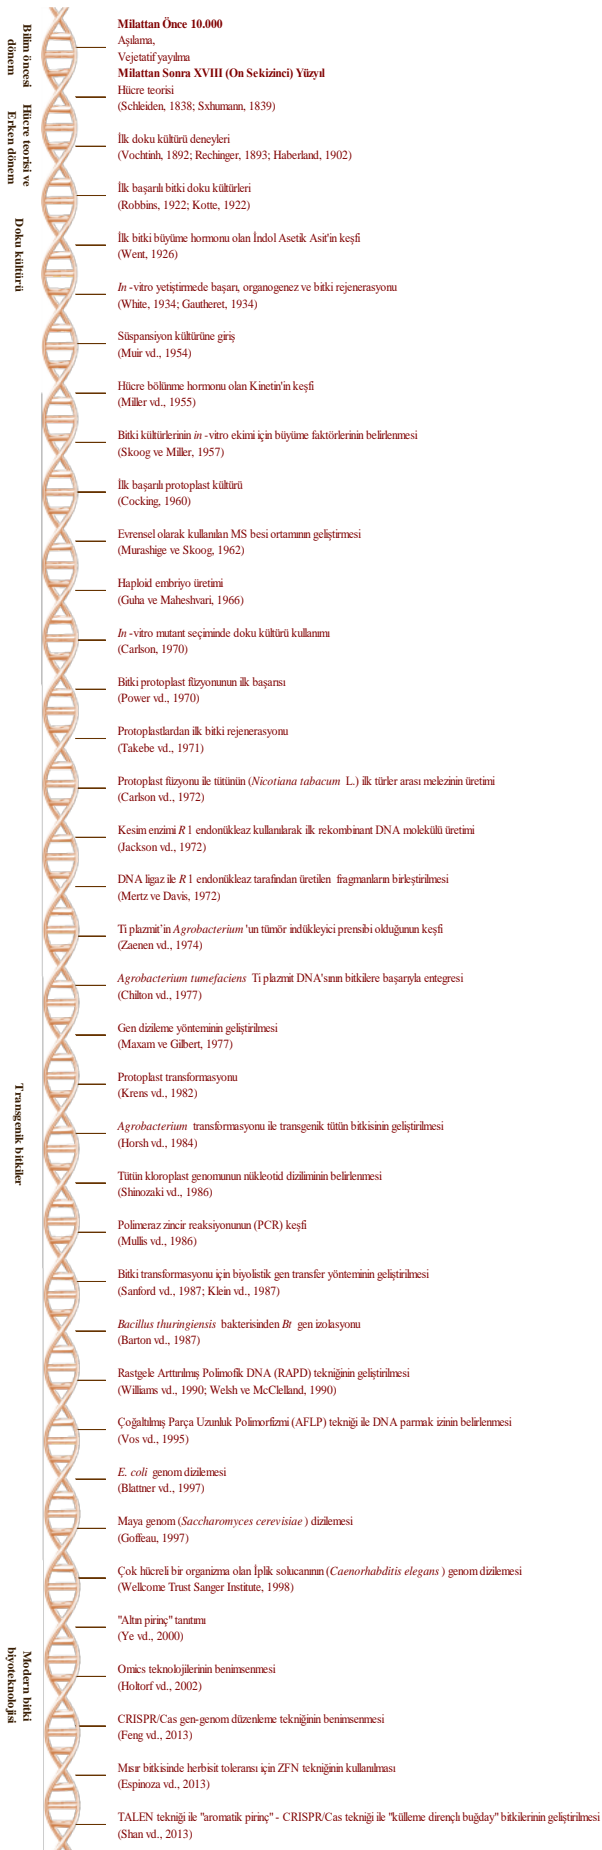 Bilim öncesi
dönem
Milattan Önce 10.000
Aşılama,
Vejetatif yayılma
Milattan Sonra XVIII (On Sekizinci) Yüzyıl
Hücre teorisi ve
Erken dönem
Hücre teorisi
(Schleiden, 1838; Sxhumann, 1839)
İlk doku kültürü deneyleri
(Vochtinh, 1892; Rechinger, 1893; Haberland, 1902)
İlk başarılı bitki doku kültürleri
(Robbins, 1922; Kotte, 1922)
Doku kültürü
İlk bitki büyüme hormonu olan İndol Asetik Asit'in keşfi
(Went, 1926)
In -vitro yetiştirmede başarı, organogenez ve bitki rejenerasyonu
(White, 1934; Gautheret, 1934)
Süspansiyon kültürüne giriş
(Muir vd., 1954)
Hücre bölünme hormonu olan Kinetin'in keşfi
(Miller vd., 1955)
Bitki kültürlerinin in -vitro ekimi için büyüme faktörlerinin belirlenmesi
(Skoog ve Miller, 1957)
İlk başarılı protoplast kültürü
(Cocking, 1960)
Evrensel olarak kullanılan MS besi ortamının geliştirmesi
(Murashige ve Skoog, 1962)
Haploid embriyo üretimi
(Guha ve Maheshvari, 1966)
In -vitro mutant seçiminde doku kültürü kullanımı
(Carlson, 1970)
Bitki protoplast füzyonunun ilk başarısı
(Power vd., 1970)
Protoplastlardan ilk bitki rejenerasyonu
(Takebe vd., 1971)
Protoplast füzyonu ile tütünün (Nicotiana tabacum L.) ilk türler arası melezinin üretimi
(Carlson vd., 1972)
Kesim enzimi R 1 endonükleaz kullanılarak ilk rekombinant DNA molekülü üretimi
(Jackson vd., 1972)
DNA ligaz ile R 1 endonükleaz tarafından üretilen fragmanların birleştirilmesi
(Mertz ve Davis, 1972)
Ti plazmit'in Agrobacterium 'un tümör indükleyici prensibi olduğunun keşfi
(Zaenen vd., 1974)
Agrobacterium tumefaciens Ti plazmit DNA'sının bitkilere başarıyla entegresi
(Chilton vd., 1977)
Gen dizileme yönteminin geliştirilmesi
(Maxam ve Gilbert, 1977)
Transgenik bitkiler
Protoplast transformasyonu
(Krens vd., 1982)
Agrobacterium transformasyonu ile transgenik tütün bitkisinin geliştirilmesi
(Horsh vd., 1984)
Tütün kloroplast genomunun nükleotid diziliminin belirlenmesi
(Shinozaki vd., 1986)
Polimeraz zincir reaksiyonunun (PCR) keşfi
(Mullis vd., 1986)
Bitki transformasyonu için biyolistik gen transfer yönteminin geliştirilmesi
(Sanford vd., 1987; Klein vd., 1987)
Bacillus thuringiensis bakterisinden Bt gen izolasyonu
(Barton vd., 1987)
Rastgele Arttırılmış Polimofik DNA (RAPD) tekniğinin geliştirilmesi
(Williams vd., 1990; Welsh ve McClelland, 1990)
Çoğaltılmış Parça Uzunluk Polimorfizmi (AFLP) tekniği ile DNA parmak izinin belirlenmesi
(Vos vd., 1995)
E. coli genom dizilemesi
(Blattner vd., 1997)
Maya genom (Saccharomyces cerevisiae ) dizilemesi
(Goffeau, 1997)
Çok hücreli bir organizma olan İplik solucanının (Caenorhabditis elegans ) genom dizilemesi
(Wellcome Trust Sanger Institute, 1998)
"Altın pirinç" tanıtımı
(Ye vd., 2000)
Modern bitki
biyoteknolojisi
Omics teknolojilerinin benimsenmesi
(Holtorf vd., 2002)
CRISPR/Cas gen-genom düzenleme tekniğinin benimsenmesi
(Feng vd., 2013)
Mısır bitkisinde herbisit toleransı için ZFN tekniğinin kullanılması
(Espinoza vd., 2013)
TALEN tekniği ile "aromatik pirinç" - CRISPR/Cas tekniği ile "külleme dirençlı buğday" bitkilerinin geliştirilmesi
(Shan vd., 2013)